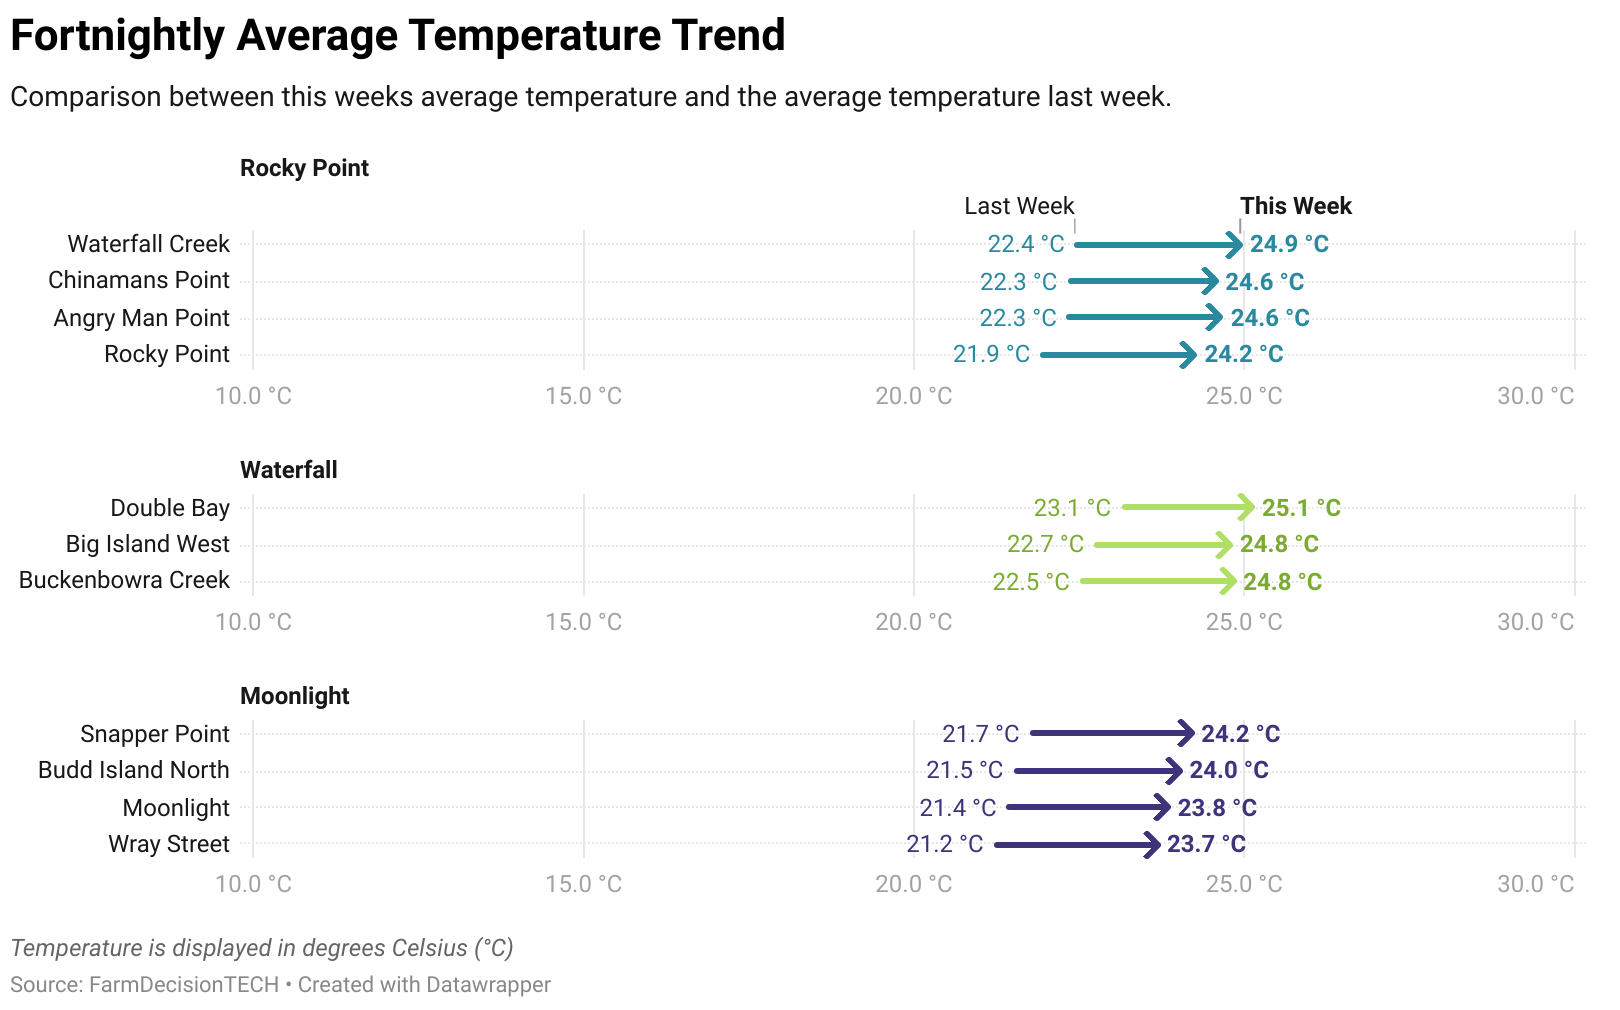 Fortnightly Average Temperature Trend
Comparison between this weeks average temperature and the average temperature last week.
Rocky Point
Last Week This Week
Waterfall Creek 22.4 °C 24.9 °C
Chinamans Point 22.3 °C 24.6 °C
Angry Man Point 22.3 °C 24.6 °C
Rocky Point 21.9 °C 24.2 °C
10.0 °C 15.0 °C 20.0 °C 25.0 °C 30.0 °C
Waterfall
Double Bay 23.1 °C 25.1 °C
Big Island West 22.7 °C 24.8 °C
Buckenbowra Creek 22.5 °C 24.8 °C
10.0 °C 15.0 °C 20.0 °C 25.0 °C 30.0 °C
Moonlight
Snapper Point 21.7 °C 24.2 °C
Budd Island North 21.5 °C 24.0 °C
Moonlight 21.4 °C 23.8 °C
Wray Street 21.2 °C 23.7 °C
10.0 °C 15.0 °C 20.0 °C 25.0 °C 30.0 °C
Temperature is displayed in degrees Celsius (°C)
Source: FarmDecisionTECH • Created with Datawrapper